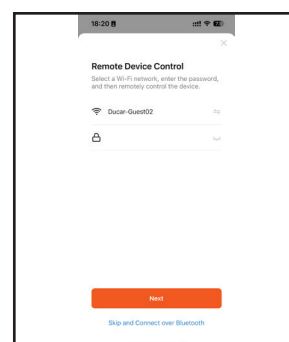 18:20
Remote Device Control
Select a Wi-Fi network, enter the password,
and then remotely control the device.
Ducar-Guest02
Next
Skip and Connect over Bluetooth